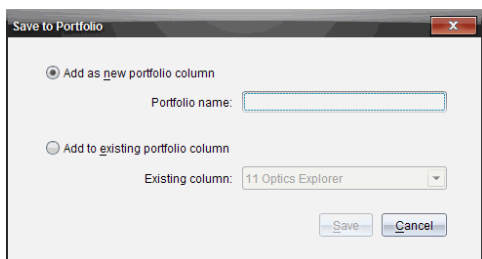 Save to Portfolio
Add as new portfolio column
Portfolio name:
Add to existing portfolio column
Existing column: 11 Optics Explorer
Save Cancel